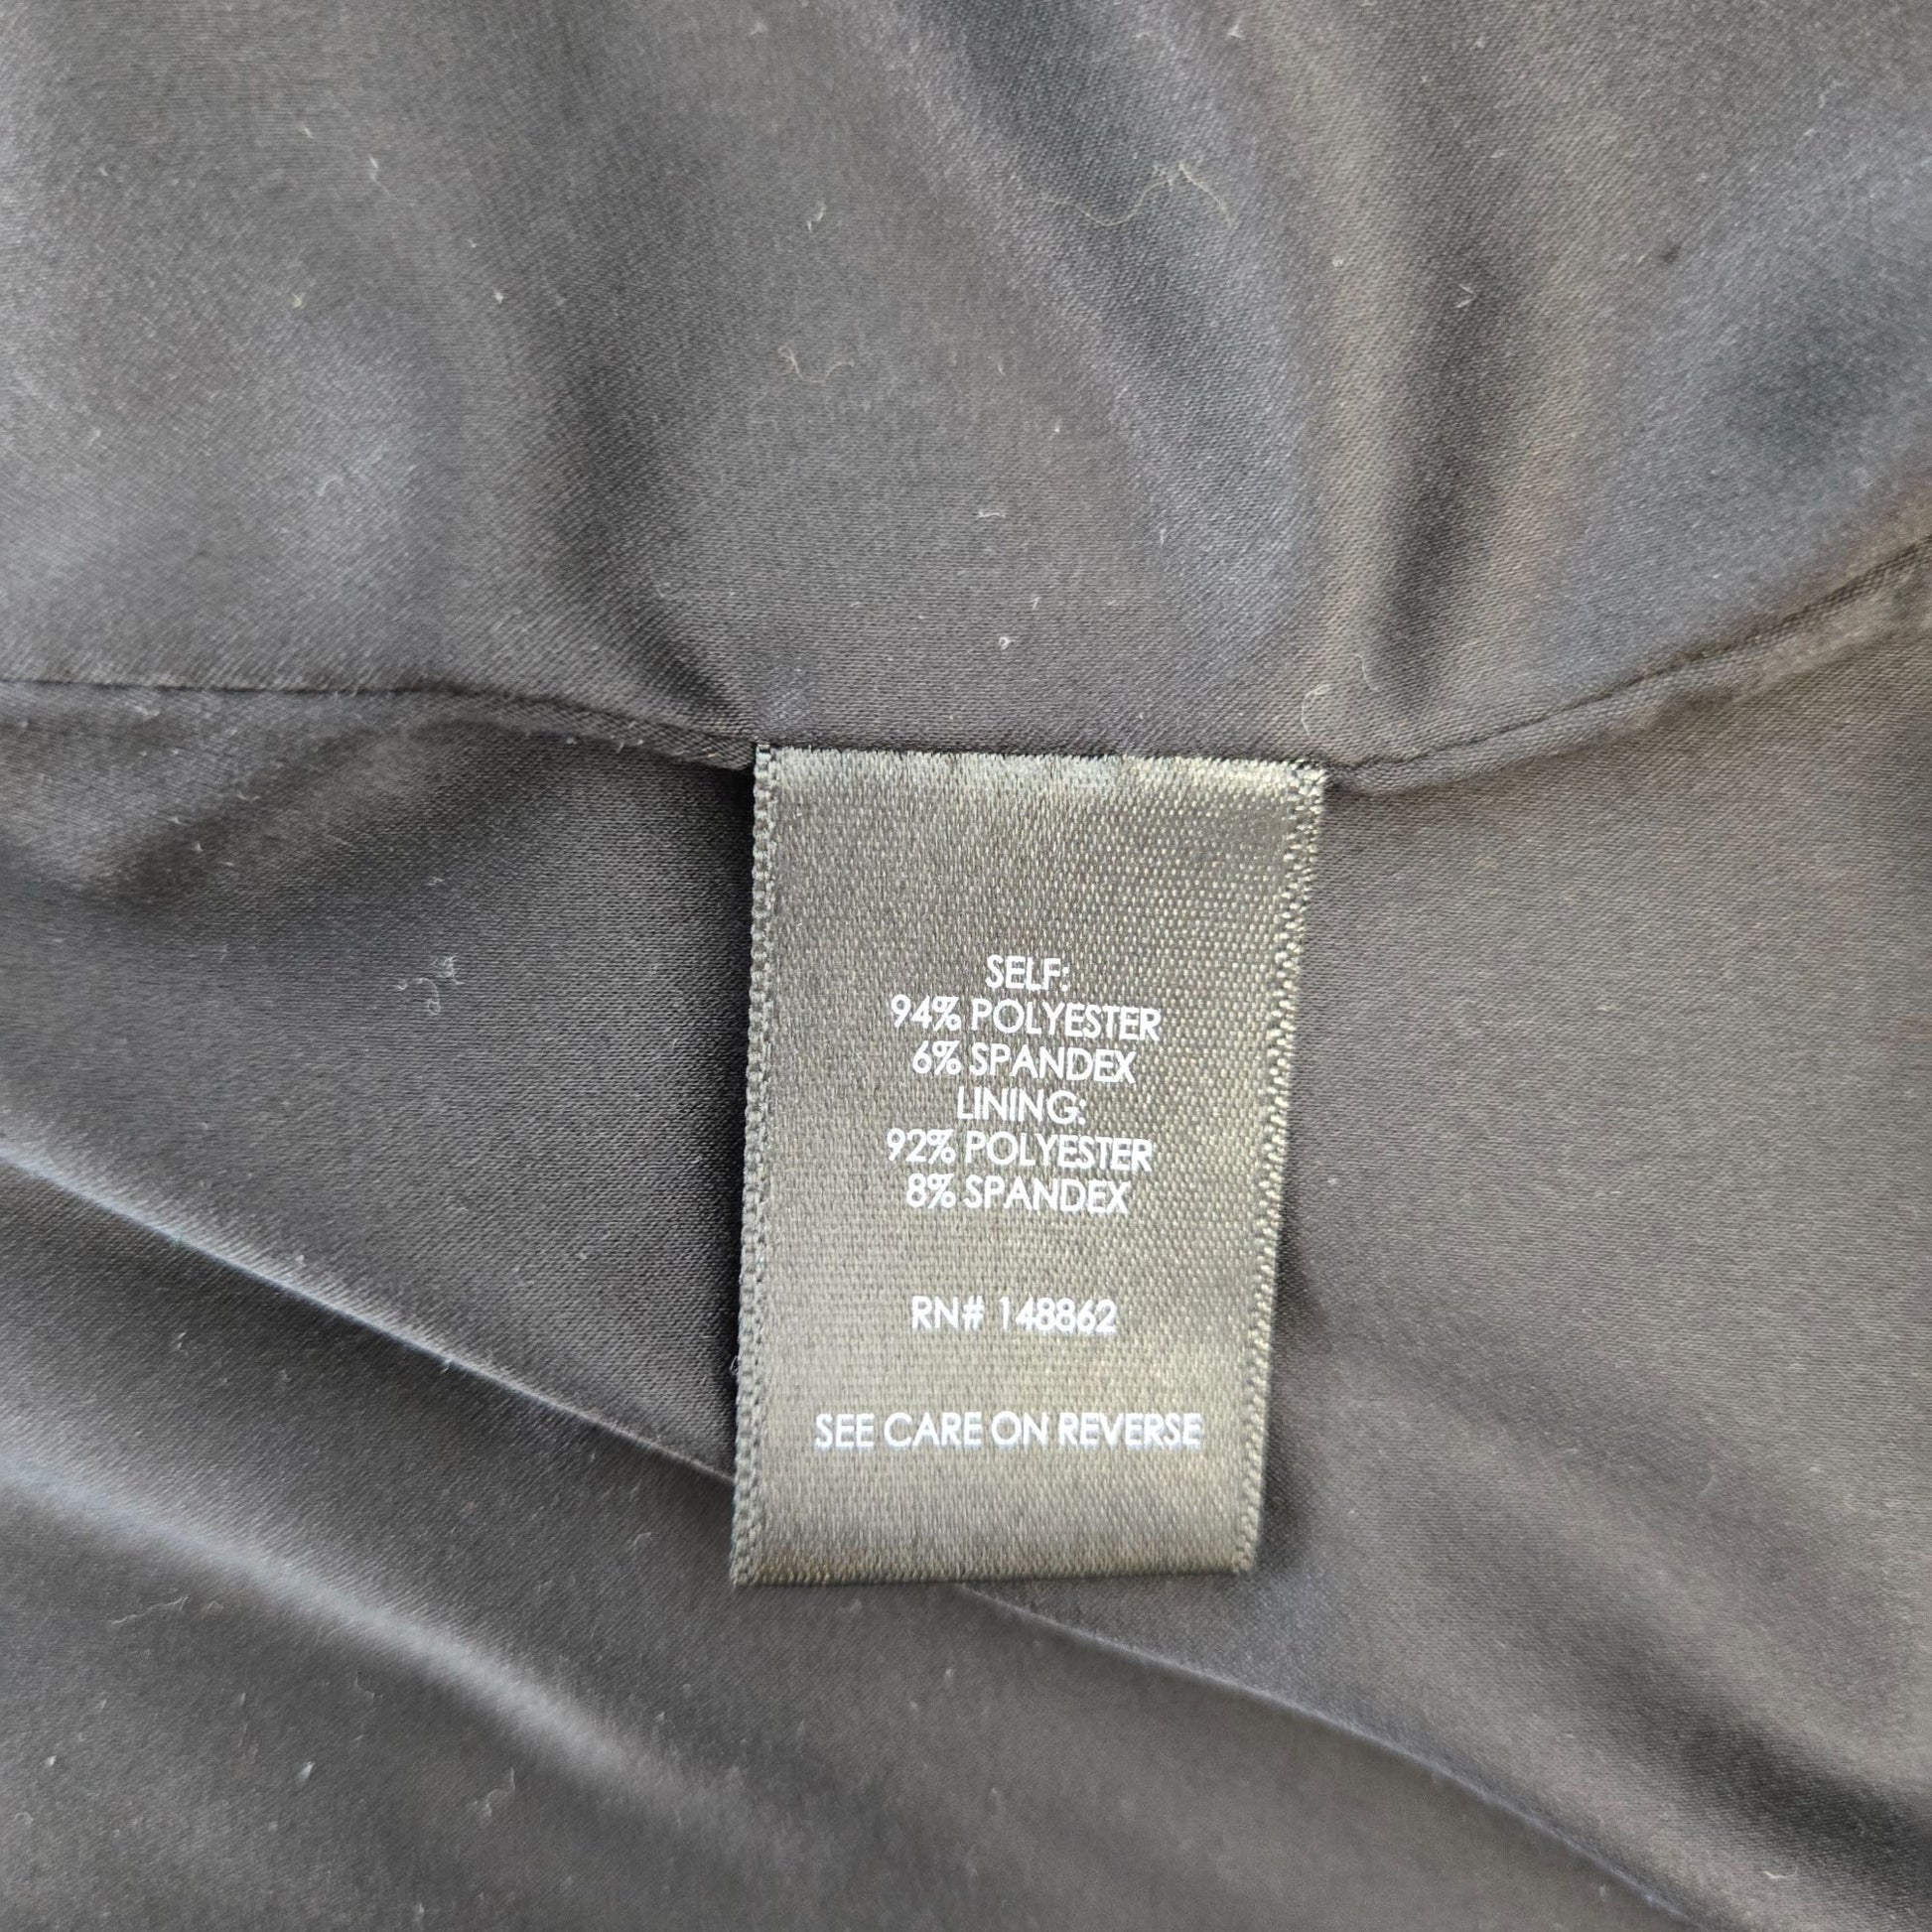 SELF:
94% POLYESTER
6% SPANDEX
LINING:
92% POLYESTER
8% SPANDEX
RN# 148862
SEE CARE ON REVERSE